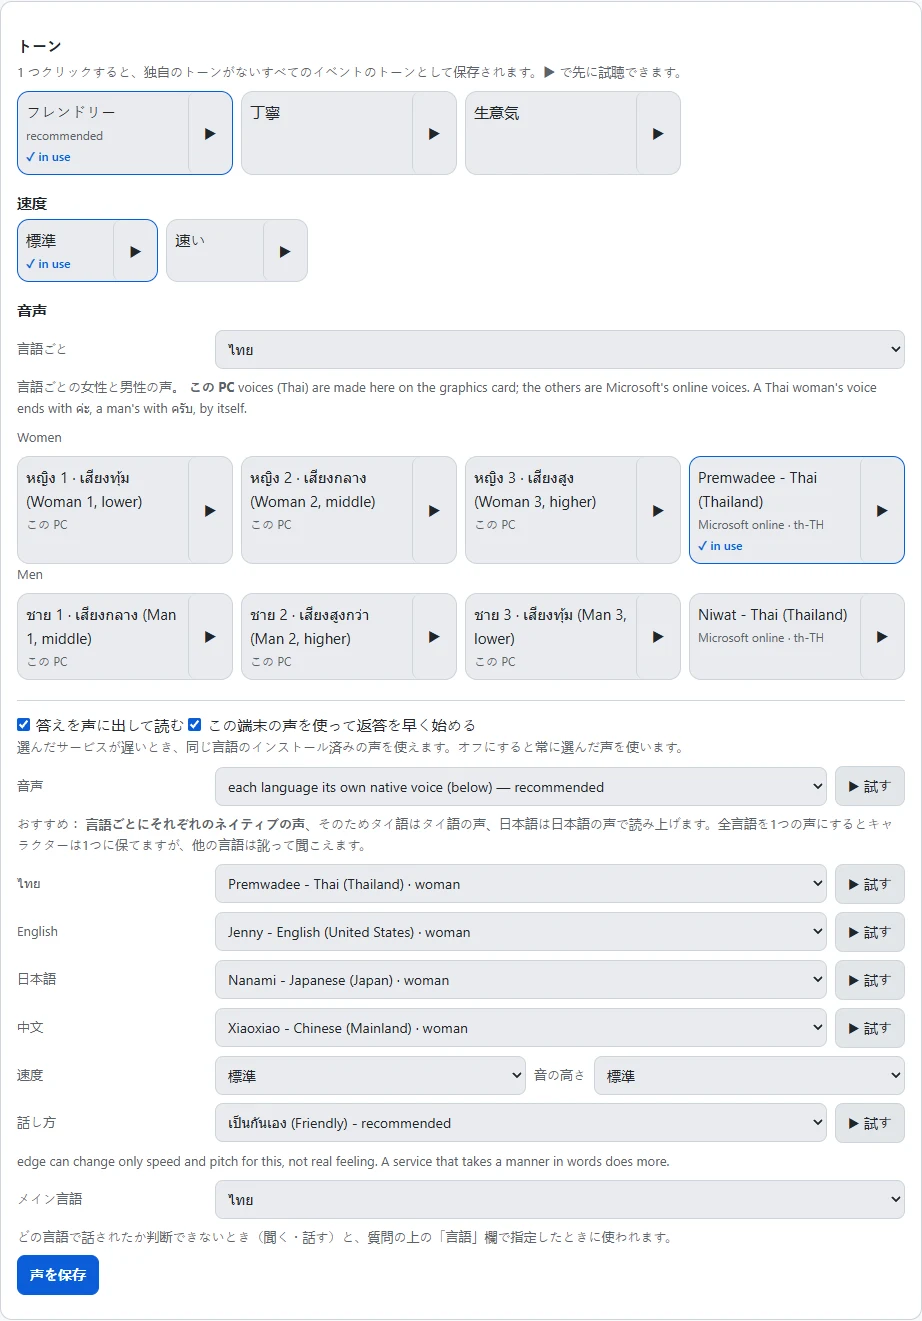 トーン
1 つクリックすると、独自のトーンがないすべてのイベントのトーンとして保存されます。▶ で先に試聴できます。
フレンドリー
recommended
✓ in use
▶
丁寧
▶
生意気
▶
速度
標準
✓ in use
▶
速い
▶
音声
言語ごと
ไทย
言語ごとの女性と男性の声。 この PC voices (Thai) are made here on the graphics card; the others are Microsoft's online voices. A Thai woman's voice
ends with ค่ะ, a man's with ครับ, by itself.
Women
หญิง 1 · เสียงทุ้ม
(Woman 1, lower)
この PC
▶
หญิง 2 · เสียงกลาง
(Woman 2, middle)
この PC
▶
หญิง 3 · เสียงสูง
(Woman 3, higher)
この PC
▶
Premwadee - Thai
(Thailand)
Microsoft online · th-TH
✓ in use
▶
Men
ชาย 1 · เสียงกลาง (Man
1, middle)
この PC
▶
ชาย 2 · เสียงสูงกว่า
(Man 2, higher)
この PC
▶
ชาย 3 · เสียงทุ้ม (Man 3,
lower)
この PC
▶
Niwat - Thai (Thailand)
Microsoft online · th-TH
▶
答えを声に出して読む この端末の声を使って返答を早く始める
選んだサービスが遅いとき、同じ言語のインストール済みの声を使えます。オフにすると常に選んだ声を使います。
音声
each language its own native voice (below) — recommended
▶ 試す
おすすめ： 言語ごとにそれぞれのネイティブの声、そのためタイ語はタイ語の声、日本語は日本語の声で読み上げます。全言語を1つの声にするとキャ
ラクターは1つに保てますが、他の言語は訛って聞こえます。
ไทย
Premwadee - Thai (Thailand) · woman
▶ 試す
English
Jenny - English (United States) · woman
▶ 試す
日本語
Nanami - Japanese (Japan) · woman
▶ 試す
中文
Xiaoxiao - Chinese (Mainland) · woman
▶ 試す
速度
標準
音の高さ
標準
話し方
เป็นกันเอง (Friendly) - recommended
▶ 試す
edge can change only speed and pitch for this, not real feeling. A service that takes a manner in words does more.
メイン言語
ไทย
どの言語で話されたか判断できないとき（聞く・話す）と、質問の上の「言語」欄で指定したときに使われます。
声を保存